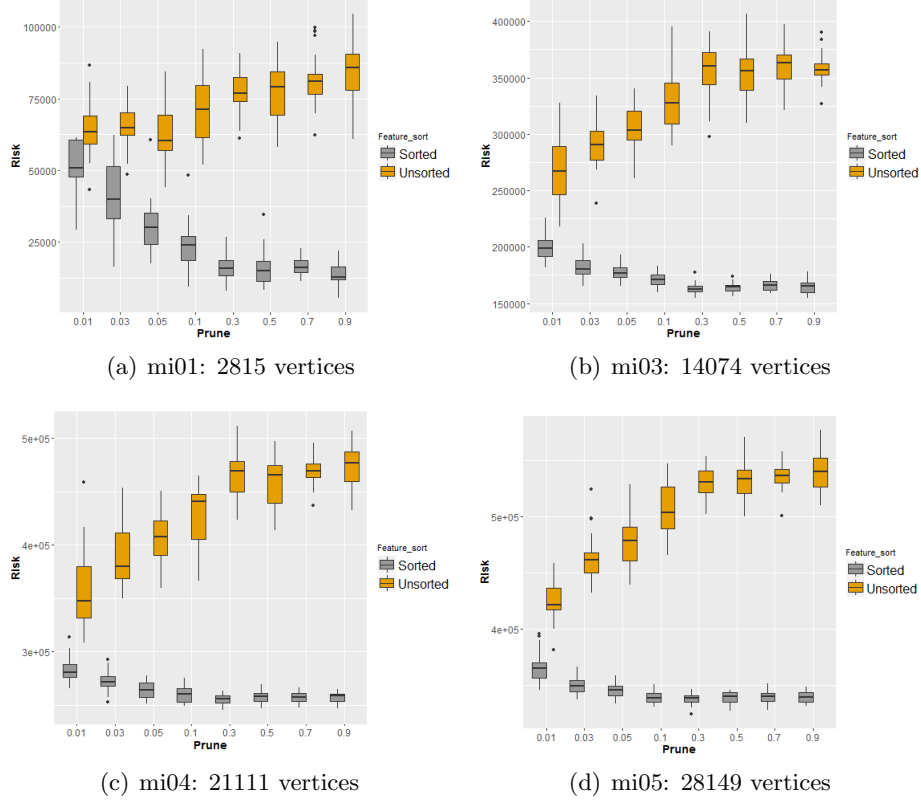 100000
75000
50000
25000
Risk
0.01 0.03 0.05 0.1 0.3 0.5 0.7 0.9
Prune
Feature_sort
Sorted
Unsorted
(a) mi01: 2815 vertices
400000
350000
300000
250000
200000
150000
Risk
0.01 0.03 0.05 0.1 0.3 0.5 0.7 0.9
Prune
Feature_sort
Sorted
Unsorted
(b) mi03: 14074 vertices
5e+05
4e+05
3e+05
Risk
0.01 0.03 0.05 0.1 0.3 0.5 0.7 0.9
Prune
Feature_sort
Sorted
Unsorted
(c) mi04: 21111 vertices
5e+05
4e+05
Risk
0.01 0.03 0.05 0.1 0.3 0.5 0.7 0.9
Prune
Feature_sort
Sorted
Unsorted
(d) mi05: 28149 vertices